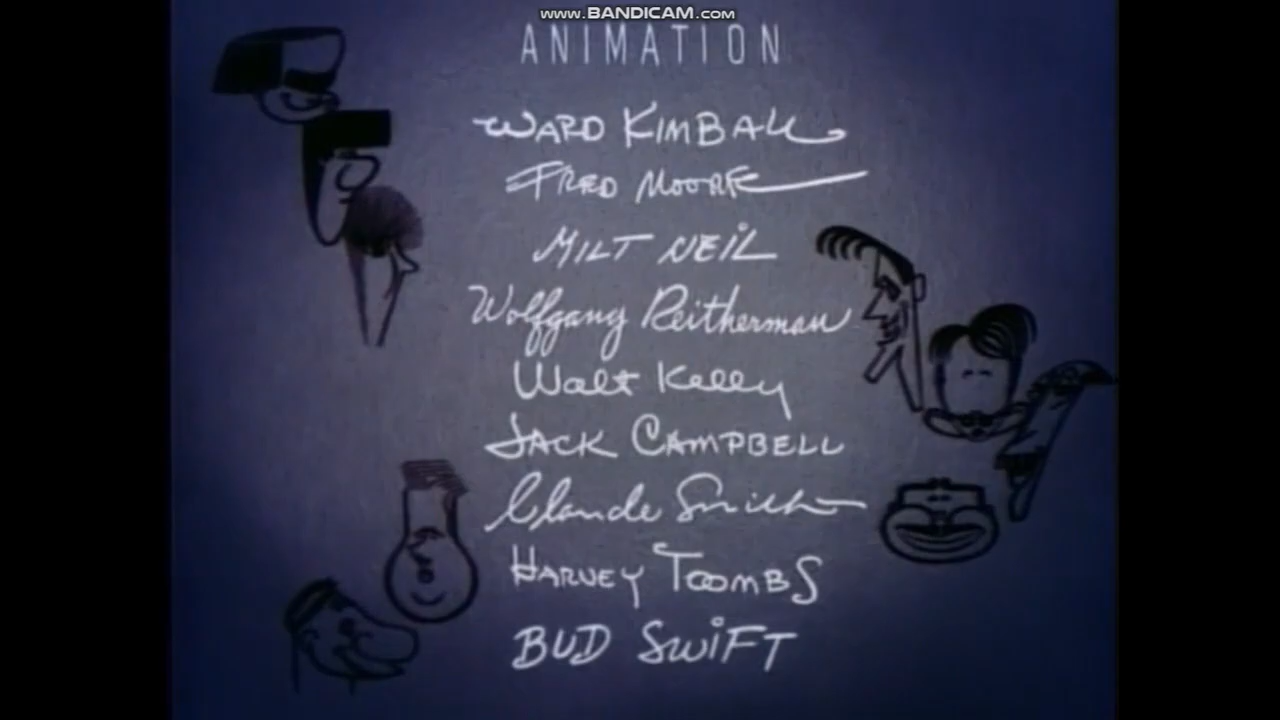 www.BANDICAM.com
ANIMATION
WARD KIMBALL
FRED MOORE
MILT NEIL
Wolfgang Reitherman
Walt Kelly
JACK CAMPBELL
Claude Smith
HARVEY TOOMBS
BUD SWiFT